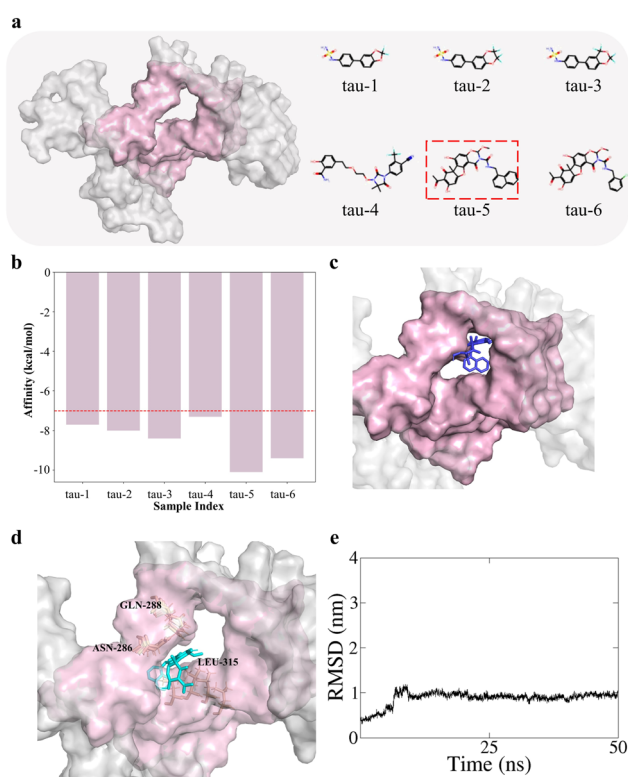 a
tau-1
tau-2
tau-3
tau-4
tau-5
tau-6
b
Affinity (kcal/mol)
0
-2
-4
-6
-8
-10
tau-1 tau-2 tau-3 tau-4 tau-5 tau-6
Sample Index
c
d
GLN-288
ASN-286
LEU-315
e
RMSD (nm)
4
3
2
1
0
25
50
Time (ns)